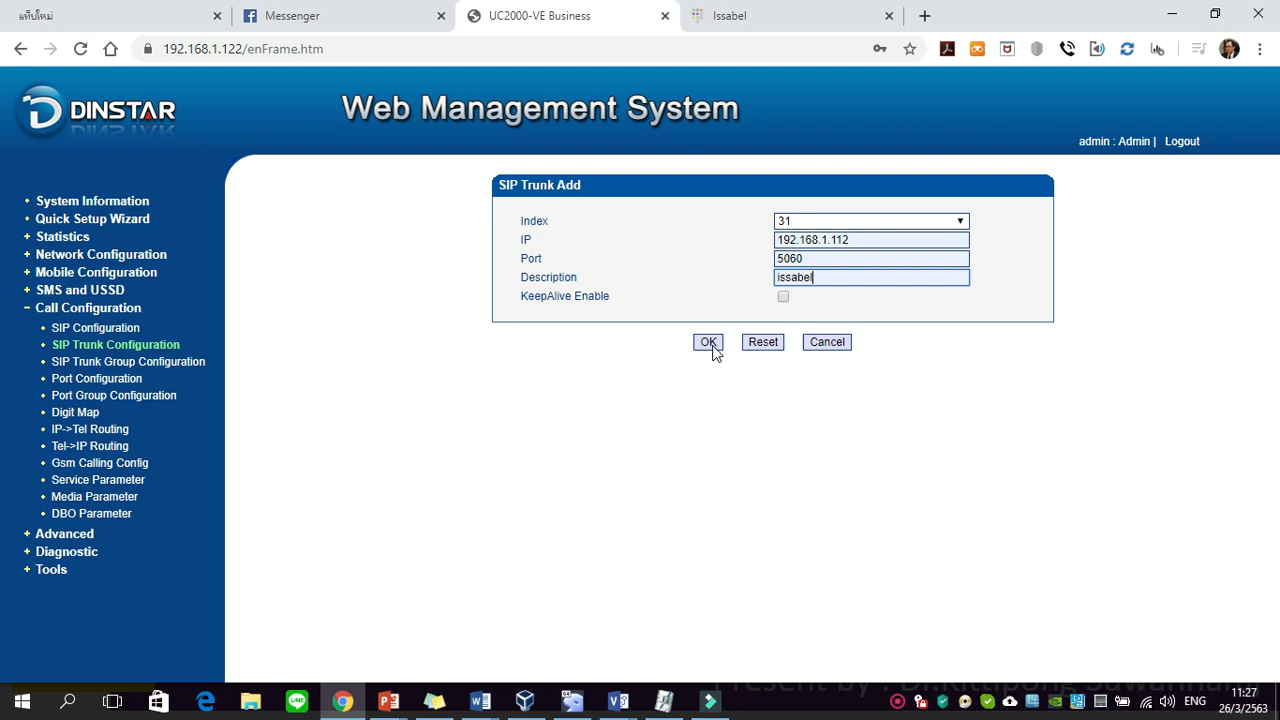 แท็บใหม่
Messenger
UC2000-VE Business
Issabel
192.168.1.122/enFrame.htm
DINSTAR
Web Management System
admin : Admin | Logout
System Information
Quick Setup Wizard
Statistics
Network Configuration
Mobile Configuration
SMS and USSD
Call Configuration
SIP Configuration
SIP Trunk Configuration
SIP Trunk Group Configuration
Port Configuration
Port Group Configuration
Digit Map
IP->Tel Routing
Tel->IP Routing
Gsm Calling Config
Service Parameter
Media Parameter
DBO Parameter
Advanced
Diagnostic
Tools
SIP Trunk Add
Index 31
IP 192.168.1.112
Port 5060
Description issabel
KeepAlive Enable
OK Reset Cancel
Present by : Dr.Kittipong Suwannaraj
ENG
11:27
26/3/2563